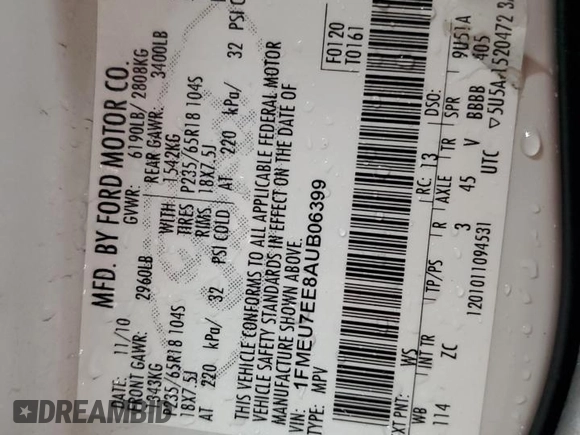 MFD. BY FORD MOTOR CO.
DATE: 11/10 GVWR: 6190LB/ 2808KG
FRONT GAWR: 2960LB REAR GAWR: 3400LB
1343KG WITH 1542KG
P235/65R18 104S TIRES P235/65R18 104S
18X7.5J RIMS 18X7.5J
AT 220 kPa/ 32 PSI COLD AT 220 kPa/ 32 PSI
THIS VEHICLE CONFORMS TO ALL APPLICABLE FEDERAL MOTOR
VEHICLE SAFETY STANDARDS IN EFFECT ON THE DATE OF
MANUFACTURE SHOWN ABOVE.
VIN: 1FMEU7EE8AUB06399
TYPE: MPV
F0120
T0161
EXT PNT: WS RC: 13 DSO:
WB INT TR TP/PS R AXLE TR SPR
114 ZC 3 45 V BBBB
1201011094531 UTC
DREAMBID